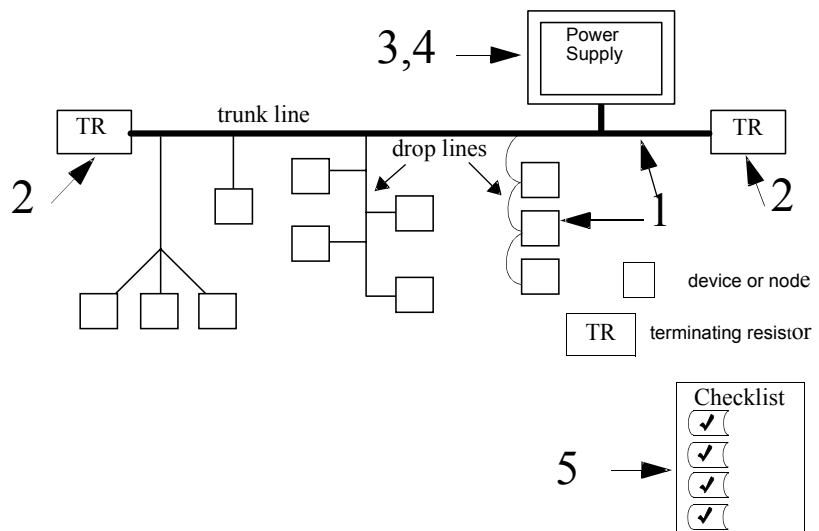 Power
Supply
3,4
TR
trunk line
TR
drop lines
2
1
2
device or node
TR
terminating resistor
Checklist
5